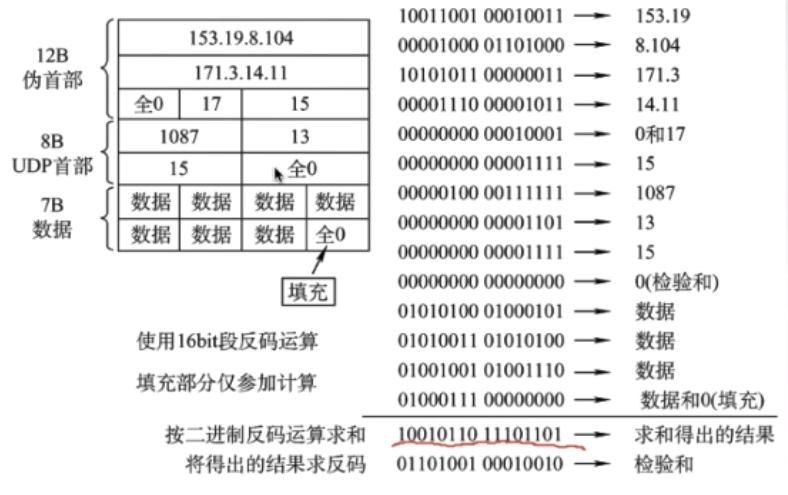 12B
伪首部
153.19.8.104
171.3.14.11
全0 17 15
8B
UDP首部
1087 13
15 全0
7B
数据
数据 数据 数据 数据
数据 数据 数据 全0
填充
使用16bit段反码运算
填充部分仅参加计算
10011001 00010011 → 153.19
00001000 01101000 → 8.104
10101011 00000011 → 171.3
00001110 00001011 → 14.11
00000000 00010001 → 0和17
00000000 00001111 → 15
00000100 00111111 → 1087
00000000 00001101 → 13
00000000 00001111 → 15
00000000 00000000 → 0(检验和)
01010100 01000101 → 数据
01010011 01010100 → 数据
01001001 01001110 → 数据
01000111 00000000 → 数据和0(填充)
按二进制反码运算求和 10010110 11101101 → 求和得出的结果
将得出的结果求反码 01101001 00010010 → 检验和